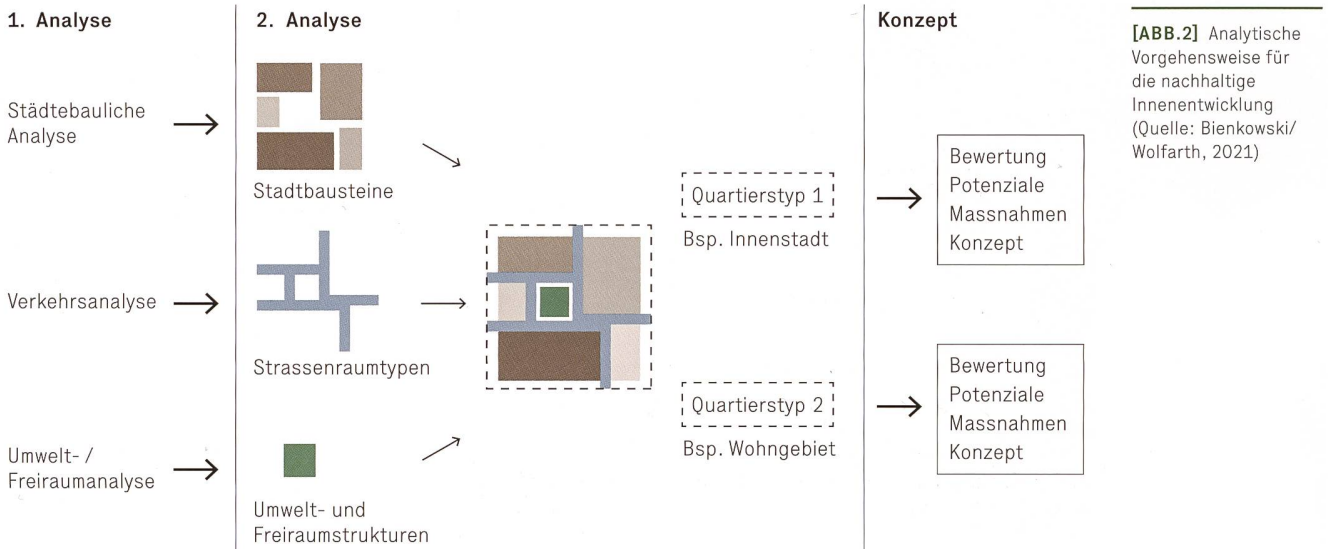 1. Analyse
Städtebauliche
Analyse
Verkehrsanalyse
Umwelt- /
Freiraumanalyse
2. Analyse
Stadtbausteine
Strassenraumtypen
Umwelt- und
Freiraumstrukturen
Quartierstyp 1
Bsp. Innenstadt
Quartierstyp 2
Bsp. Wohngebiet
Konzept
Bewertung
Potenziale
Massnahmen
Konzept
Bewertung
Potenziale
Massnahmen
Konzept
[ABB.2] Analytische
Vorgehensweise für
die nachhaltige
Innenentwicklung
(Quelle: Bienkowski/
Wolfarth, 2021)